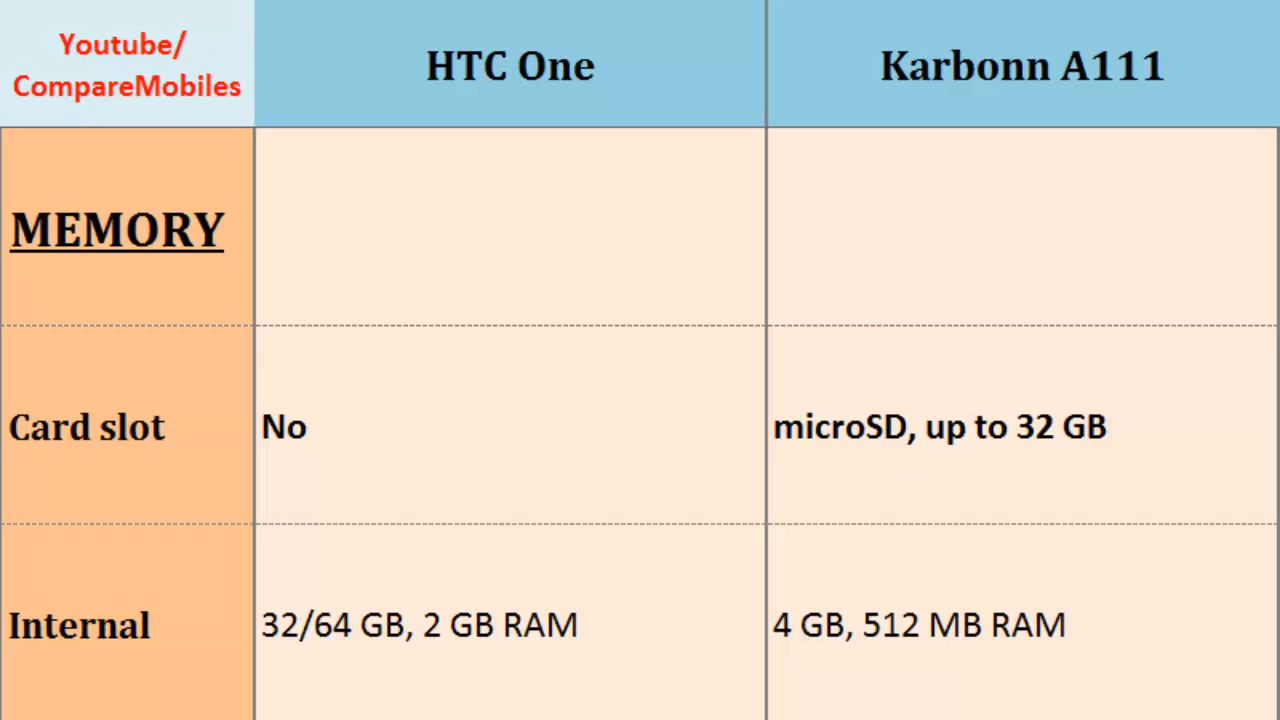 Youtube/
CompareMobiles
HTC One
Karbonn A111
MEMORY
Card slot
No
microSD, up to 32 GB
Internal
32/64 GB, 2 GB RAM
4 GB, 512 MB RAM